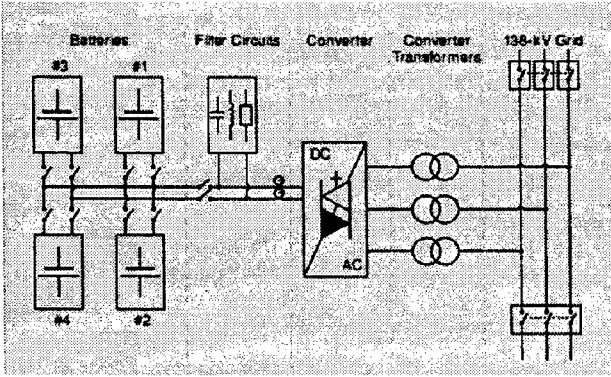 Batteries Filter Circuits Converter Converter Transformers 138-kV Grid
#3 #1
DC
AC
#4 #2